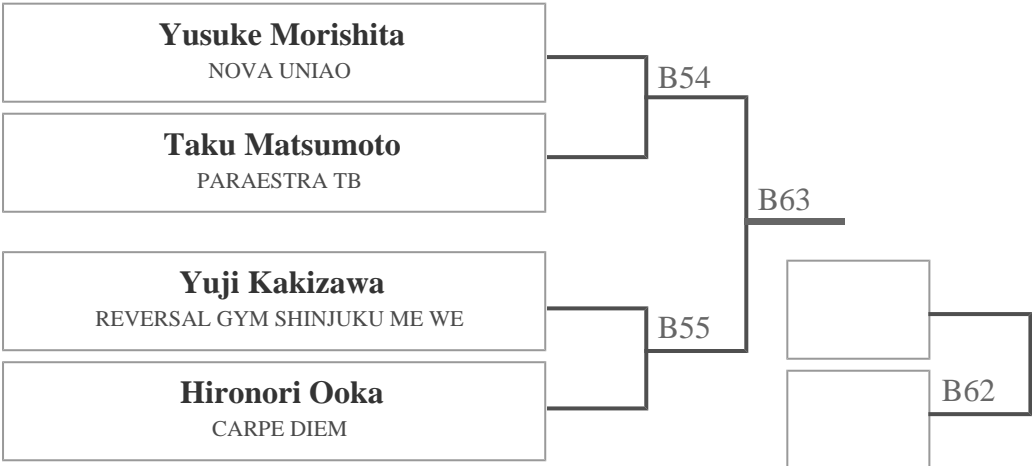 Yusuke Morishita
NOVA UNIAO
B54
Taku Matsumoto
PARAESTRA TB
B63
Yuji Kakizawa
REVERSAL GYM SHINJUKU ME WE
B55
Hironori Ooka
CARPE DIEM
B62